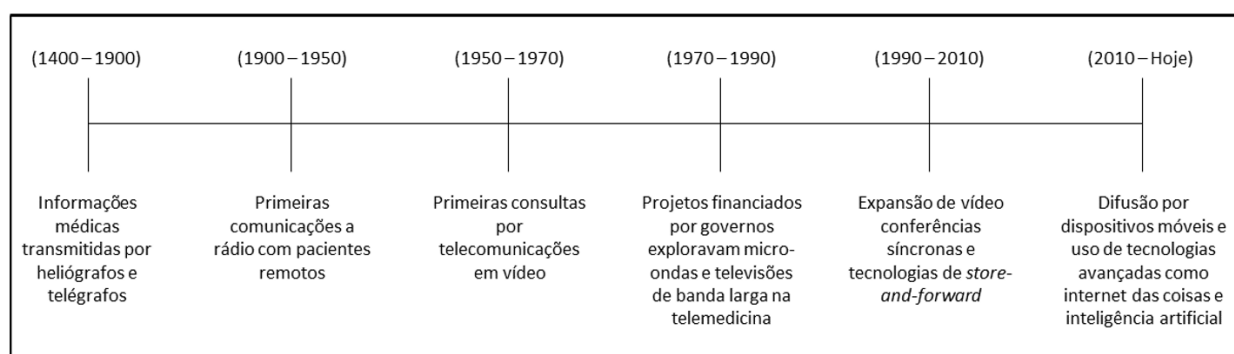 (1400 – 1900)
(1900 – 1950)
(1950 – 1970)
(1970 – 1990)
(1990 – 2010)
(2010 – Hoje)
Informações
médicas
transmitidas por
heliógrafos e
telégrafos
Primeiras
comunicações a
rádio com pacientes
remotos
Primeiras consultas
por
telecomunicações
em vídeo
Projetos financiados
por governos
exploravam micro-
ondas e televisões
de banda larga na
telemedicina
Expansão de vídeo
conferências
síncronas e
tecnologias de store-
and-forward
Difusão por
dispositivos móveis e
uso de tecnologias
avançadas como
internet das coisas e
inteligência artificial